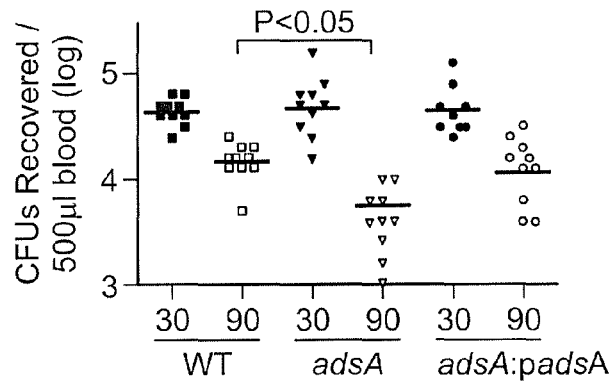 P<0.05
CFUs Recovered /
500µl blood (log)
5
4
3
30 90 30 90 30 90
WT adsA adsA:padsA